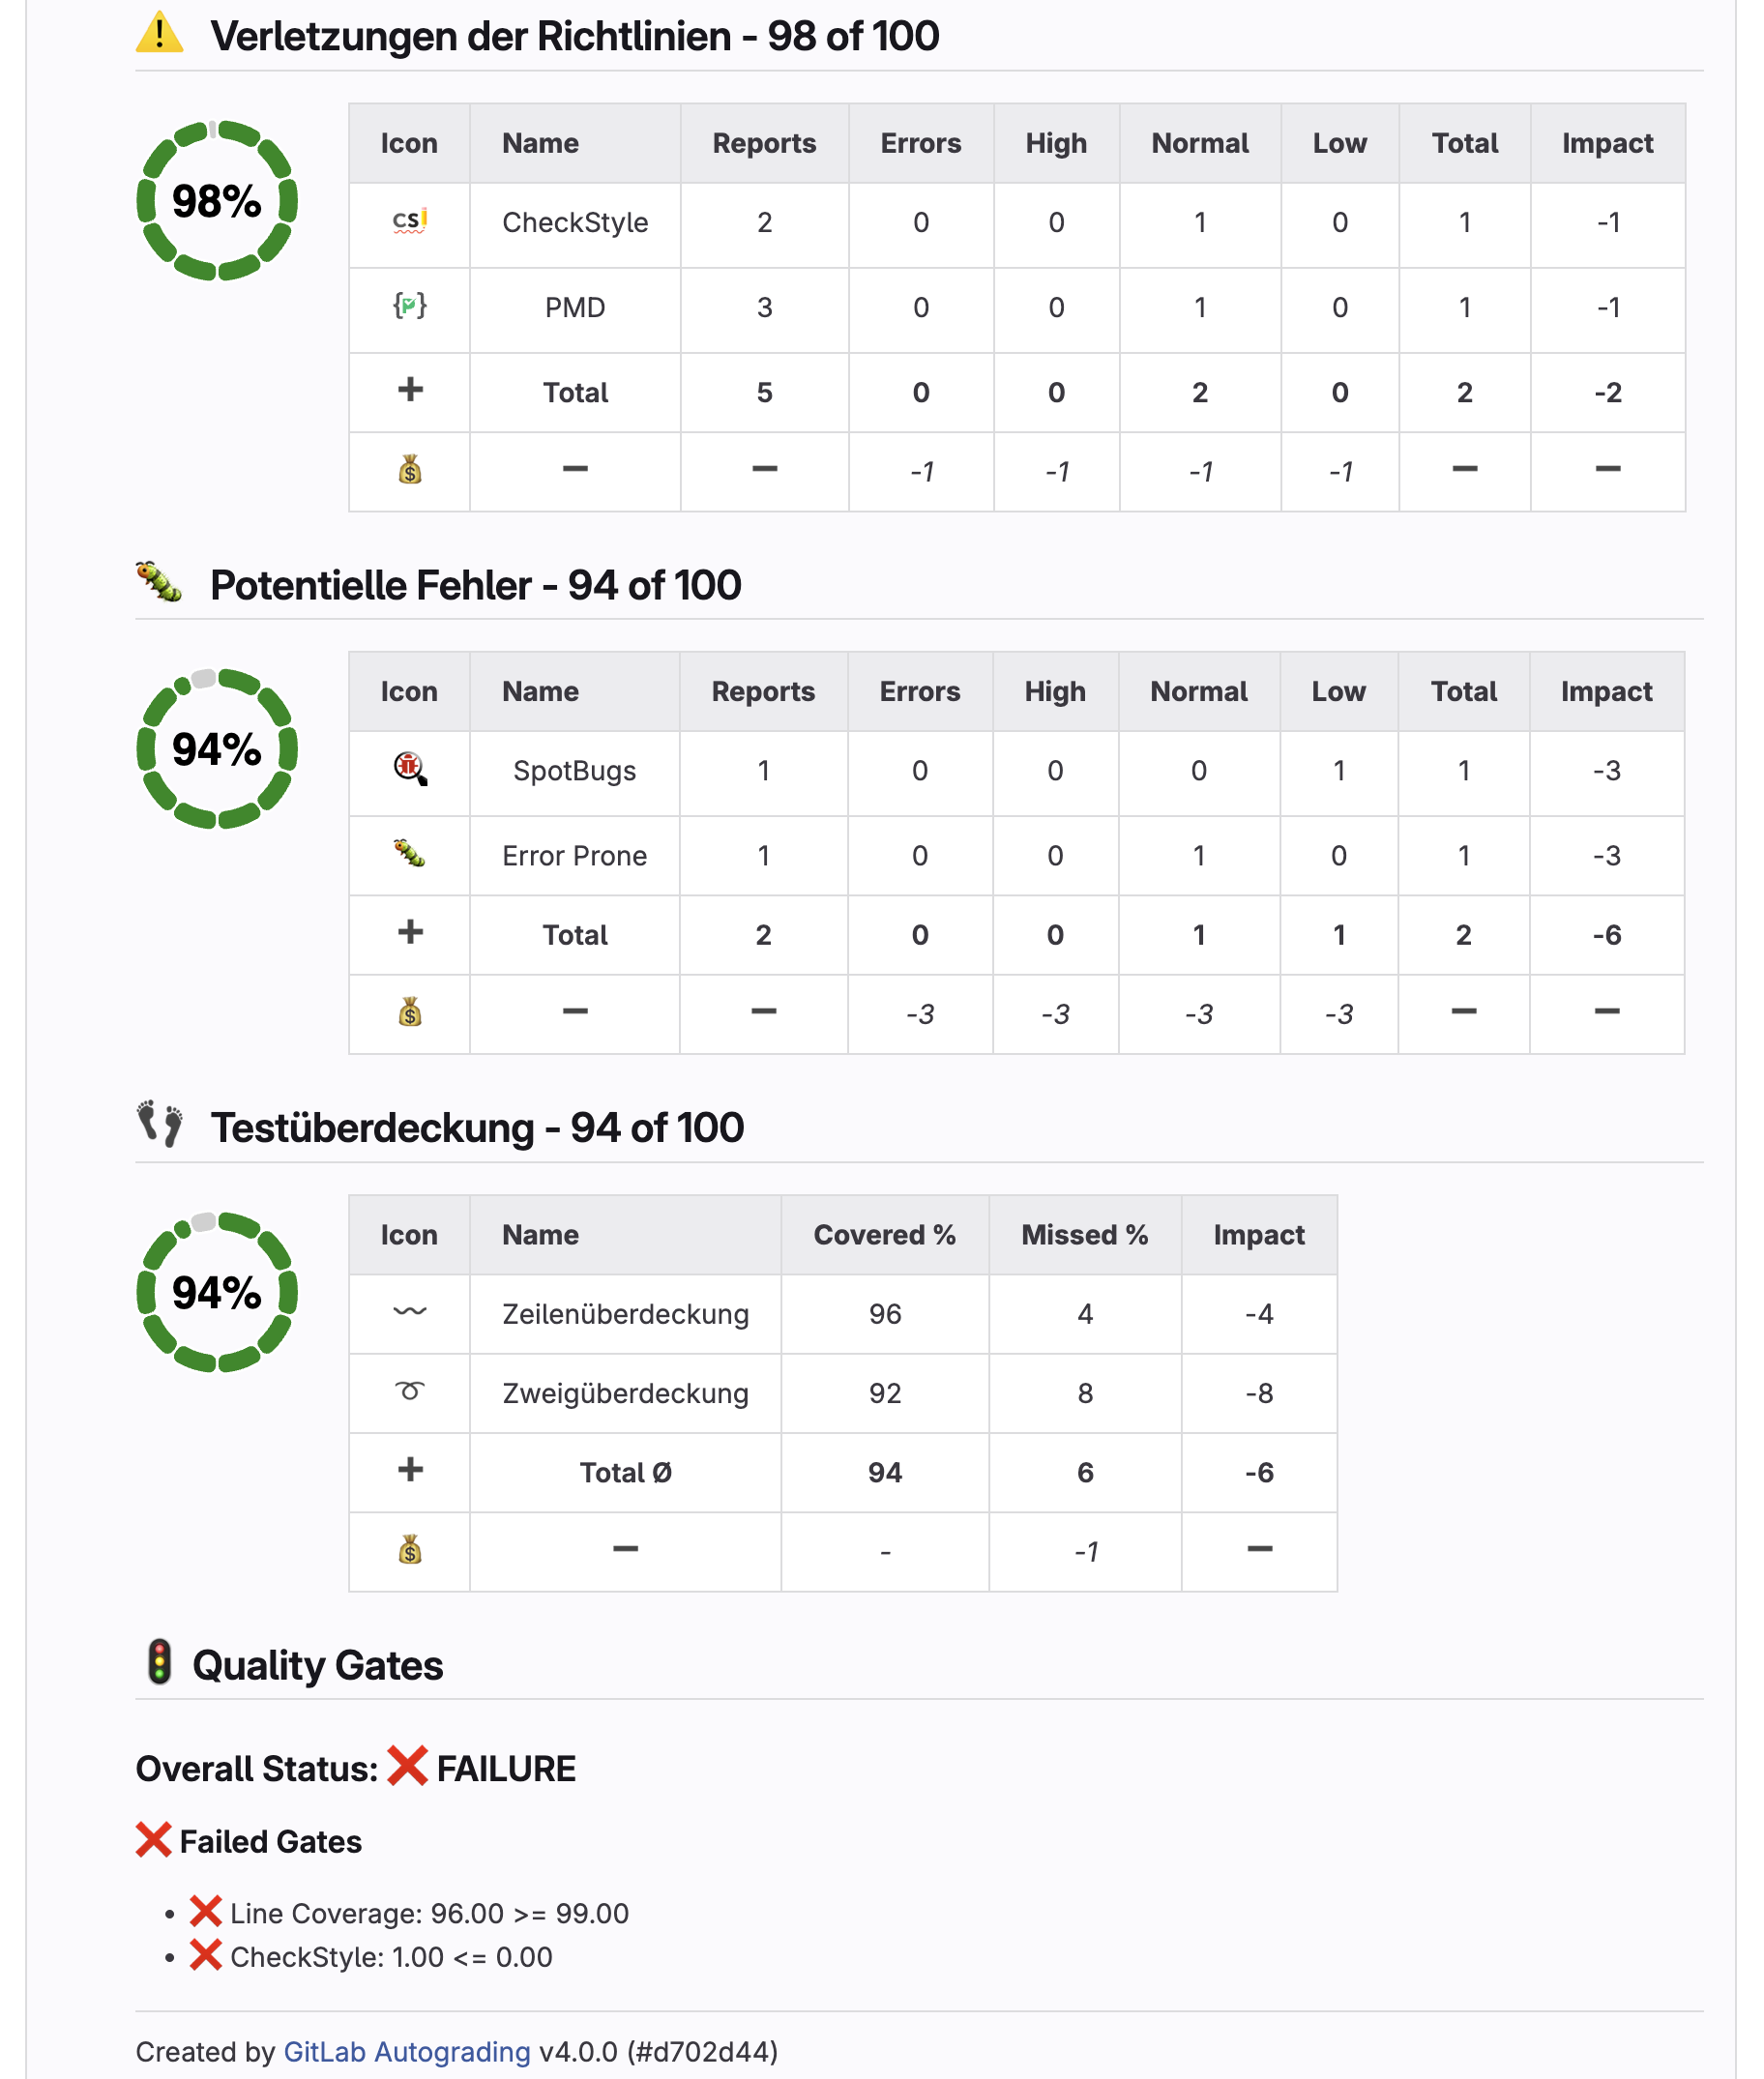 Verletzungen der Richtlinien - 98 of 100
98%
Icon Name Reports Errors High Normal Low Total Impact
CS CheckStyle 2 0 0 1 0 1 -1
PMD 3 0 0 1 0 1 -1
Total 5 0 0 2 0 2 -2
-1 -1 -1 -1
Potentielle Fehler - 94 of 100
94%
Icon Name Reports Errors High Normal Low Total Impact
SpotBugs 1 0 0 0 1 1 -3
Error Prone 1 0 0 1 0 1 -3
Total 2 0 0 1 1 2 -6
-3 -3 -3 -3
Testüberdeckung - 94 of 100
94%
Icon Name Covered % Missed % Impact
Zeilenüberdeckung 96 4 -4
Zweigüberdeckung 92 8 -8
Total Ø 94 6 -6
- -1
Quality Gates
Overall Status: ❌ FAILURE
❌ Failed Gates
• ❌ Line Coverage: 96.00 >= 99.00
• ❌ CheckStyle: 1.00 <= 0.00
Created by GitLab Autograding v4.0.0 (#d702d44)